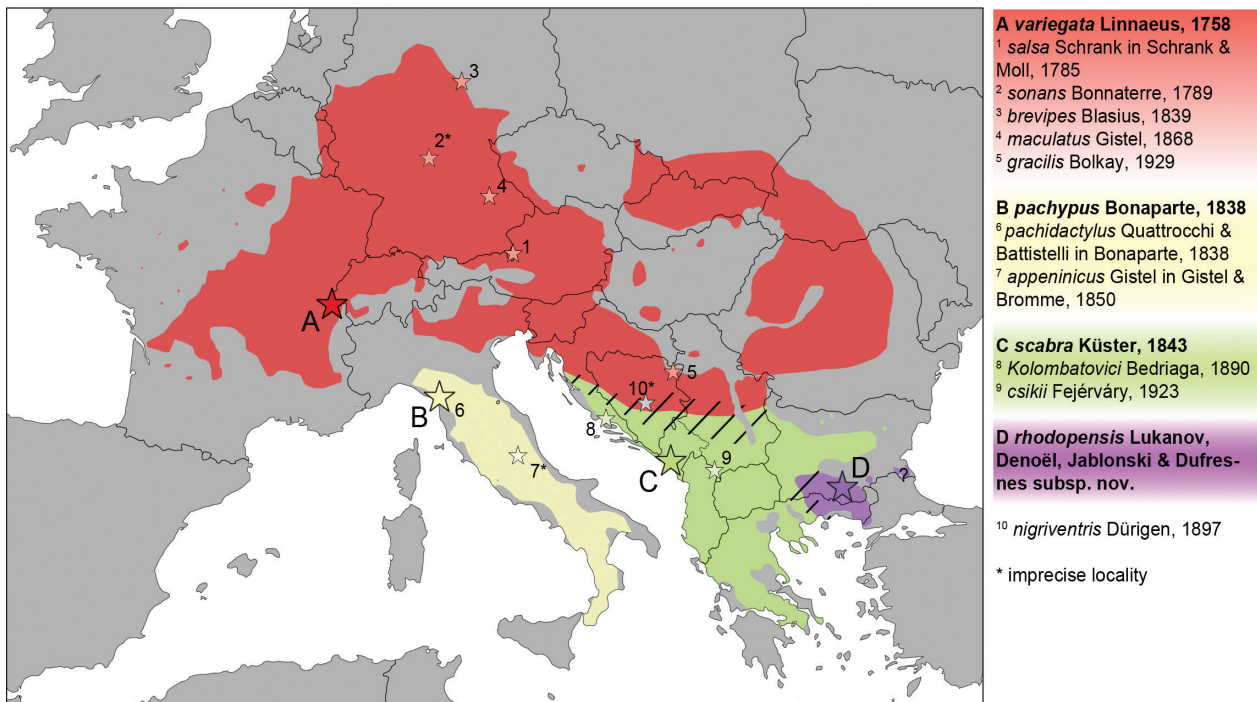 3
2*
4
1
A
5
10*
B
6
8
7*
C
9
D
?
A variegata Linnaeus, 1758
1 salsa Schrank in Schrank &
Moll, 1785
2 sonans Bonnaterre, 1789
3 brevipes Blasius, 1839
4 maculatus Gistel, 1868
5 gracilis Bolkay, 1929
B pachypus Bonaparte, 1838
6 pachidactylus Quattrocchi &
Battistelli in Bonaparte, 1838
7 appeninicus Gistel in Gistel &
Bromme, 1850
C scabra Küster, 1843
8 Kolombatovici Bedriaga, 1890
9 csikii Fejérváry, 1923
D rhodopensis Lukanov,
Denoël, Jablonski & Dufres-
nes subsp. nov.
10 nigriventris Dürigen, 1897
* imprecise locality